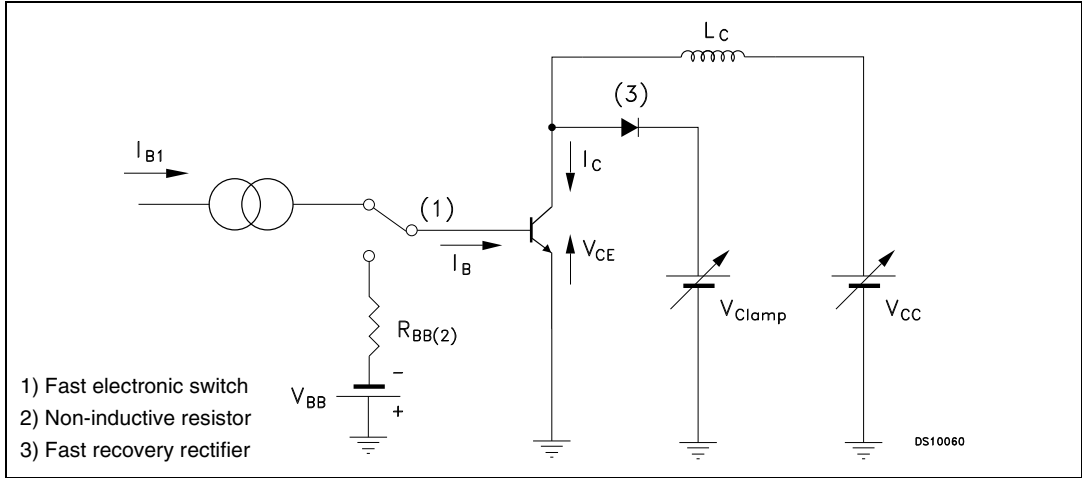 L_C
(3)
I_B1
I_C
(1)
I_B
V_CE
V_Clamp
V_CC
R_BB(2)
V_BB
−
+
1) Fast electronic switch
2) Non-inductive resistor
3) Fast recovery rectifier
DS10060